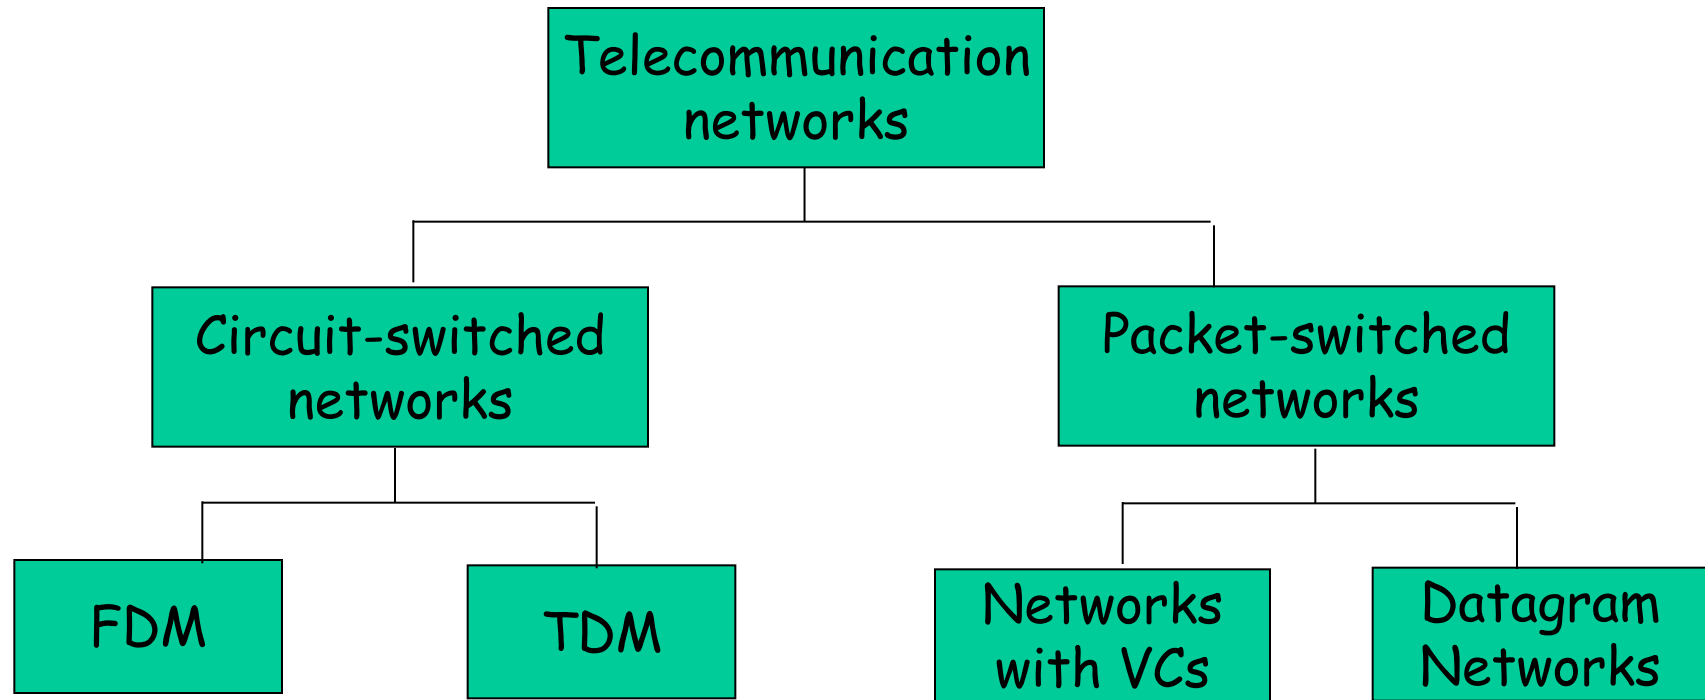 Telecommunication
networks
Circuit-switched
networks
Packet-switched
networks
FDM
TDM
Networks
with VCs
Datagram
Networks